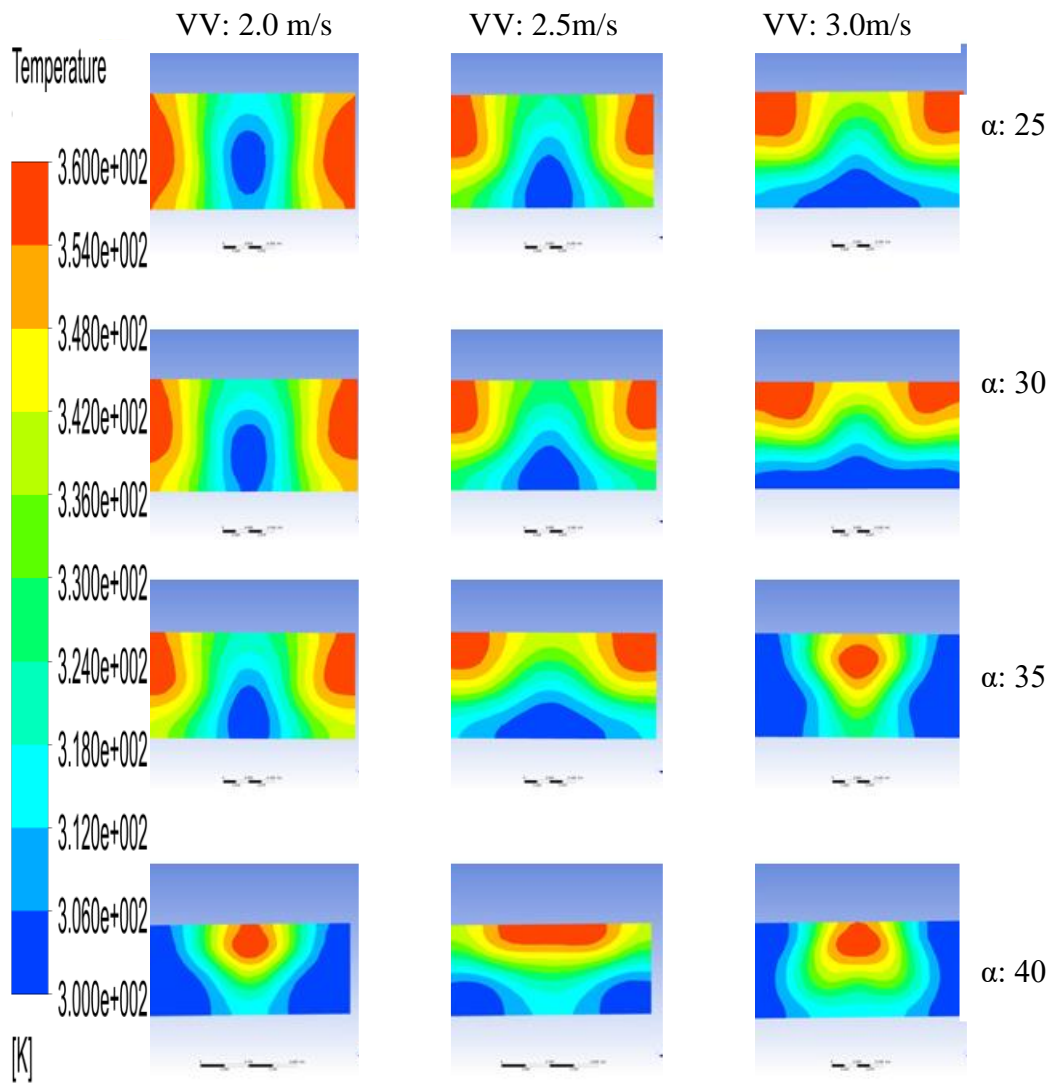 VV: 2.0 m/s
VV: 2.5m/s
VV: 3.0m/s
Temperature
3.600e+002
3.540e+002
3.480e+002
3.420e+002
3.360e+002
3.300e+002
3.240e+002
3.180e+002
3.120e+002
3.060e+002
3.000e+002
[K]
α: 25
α: 30
α: 35
α: 40